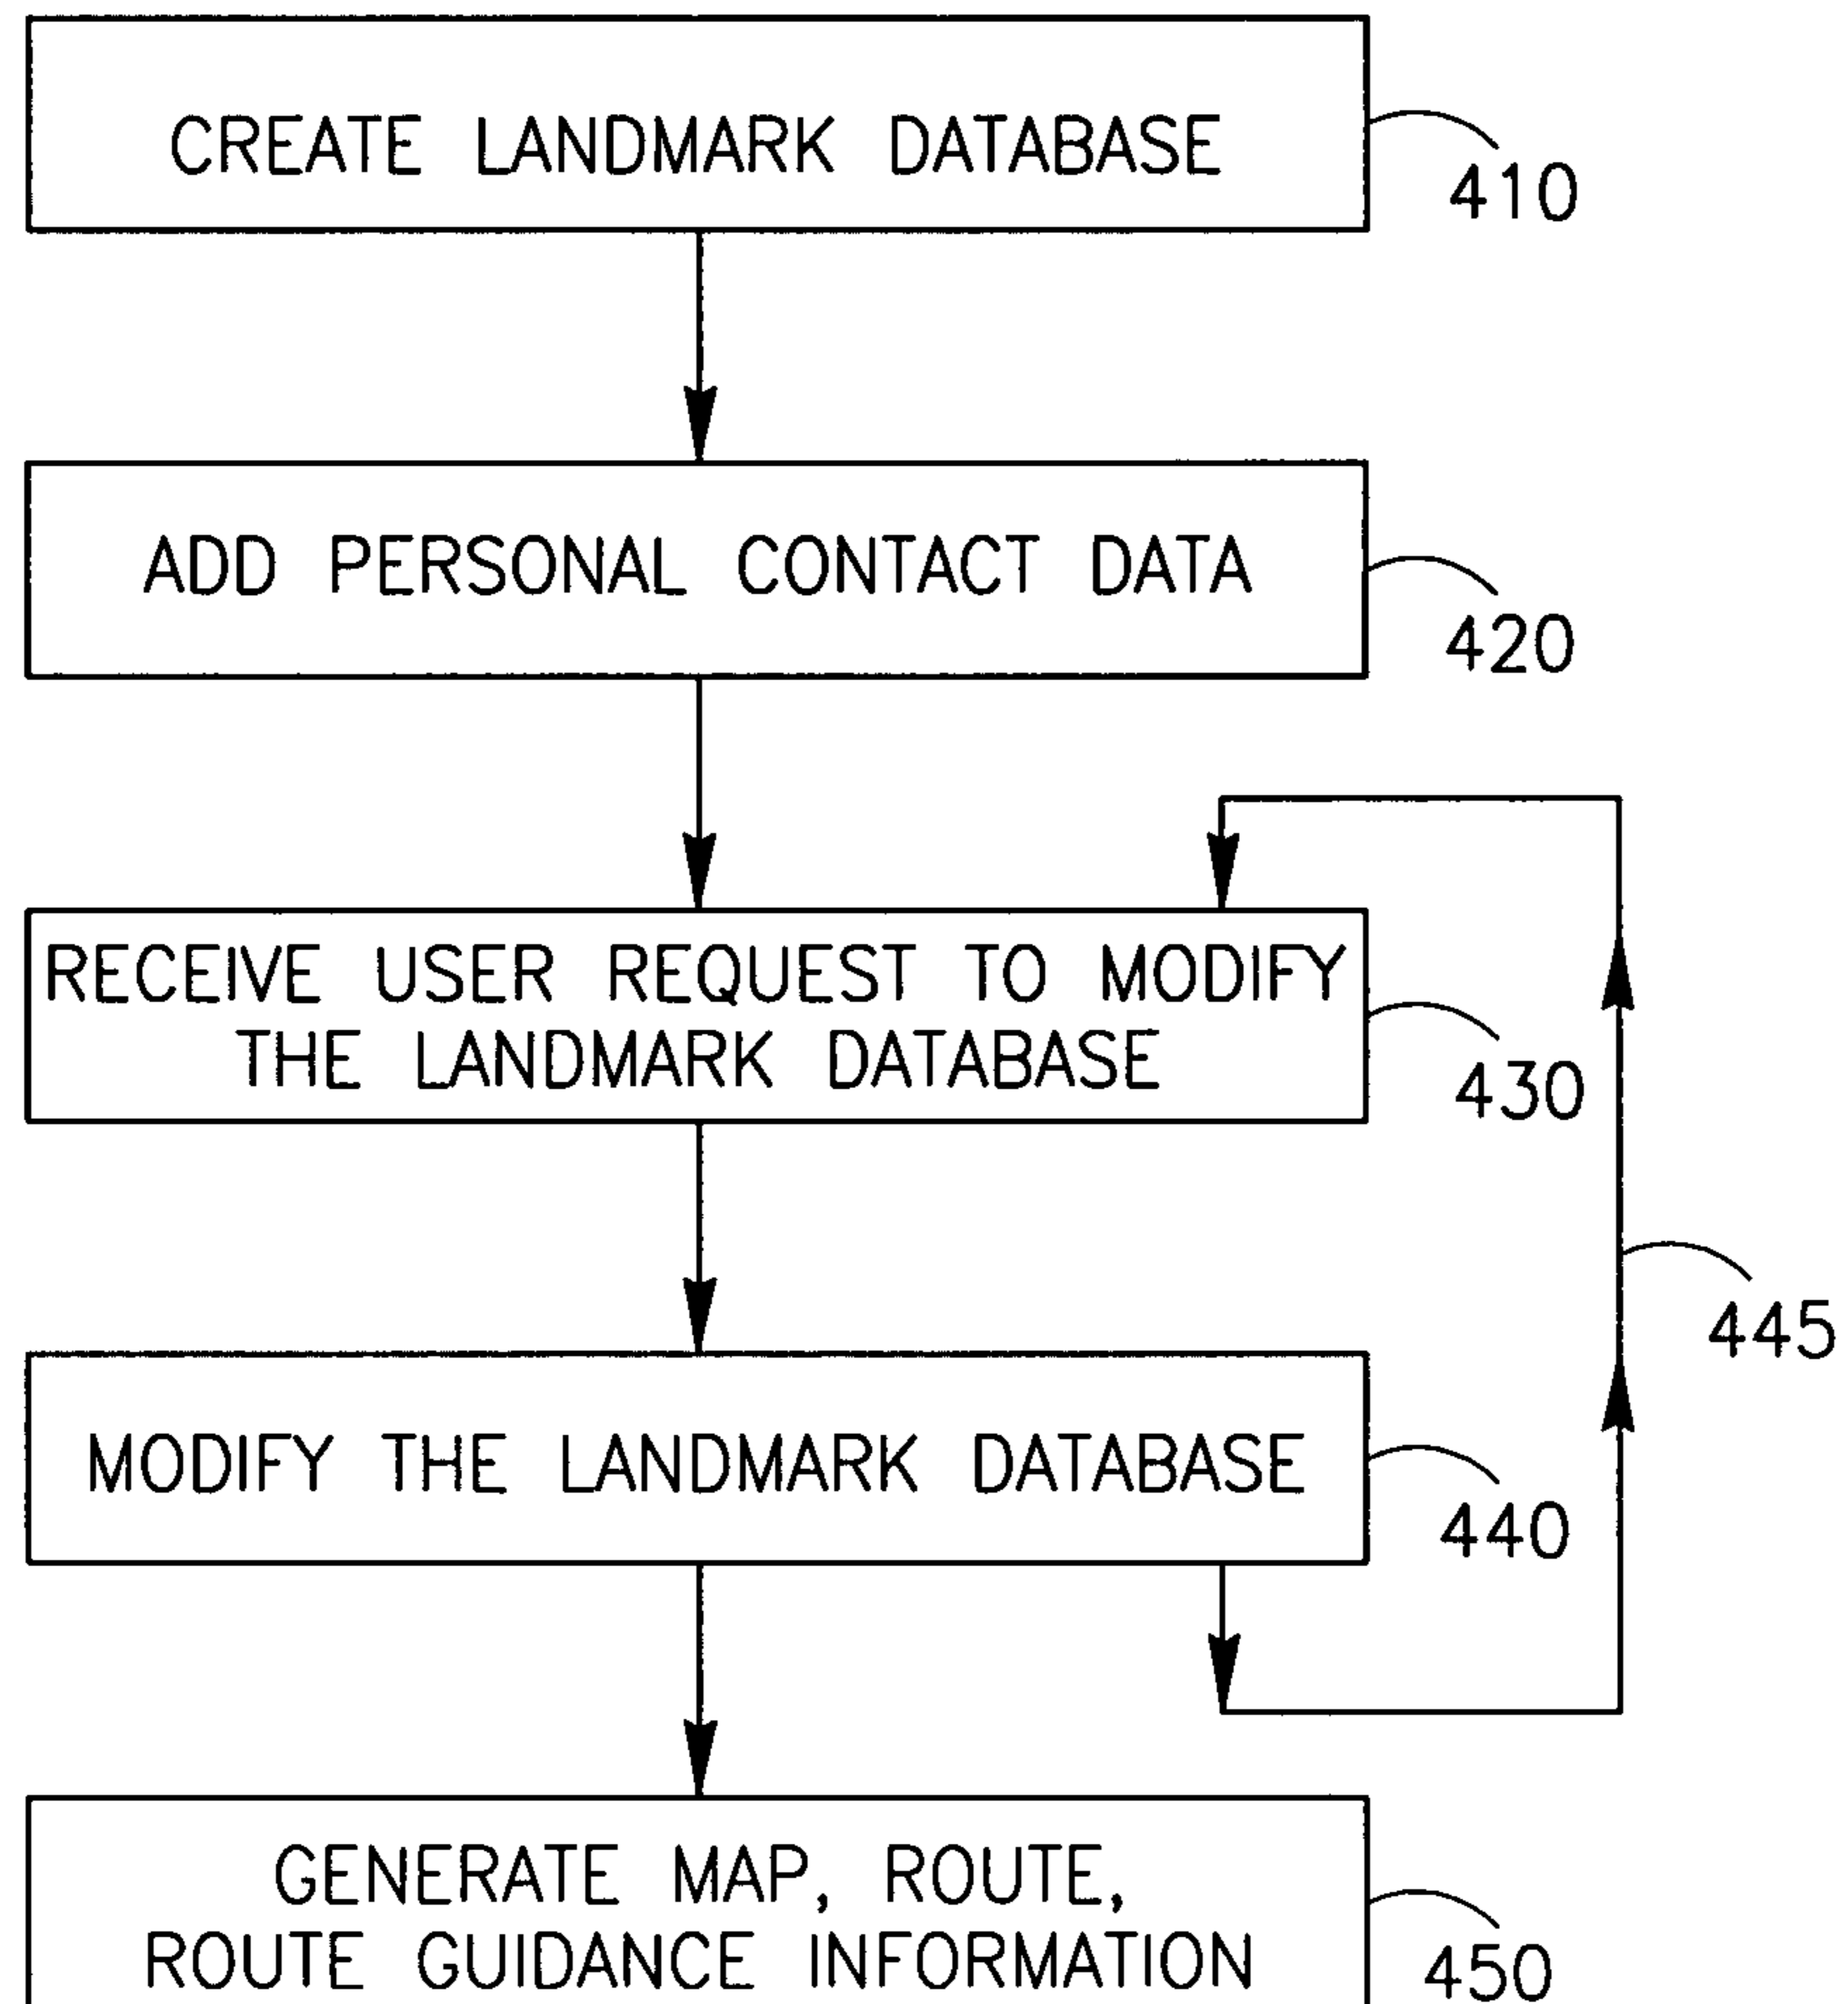 CREATE LANDMARK DATABASE
410
ADD PERSONAL CONTACT DATA
420
RECEIVE USER REQUEST TO MODIFY
THE LANDMARK DATABASE
430
445
MODIFY THE LANDMARK DATABASE
440
GENERATE MAP, ROUTE,
ROUTE GUIDANCE INFORMATION
450